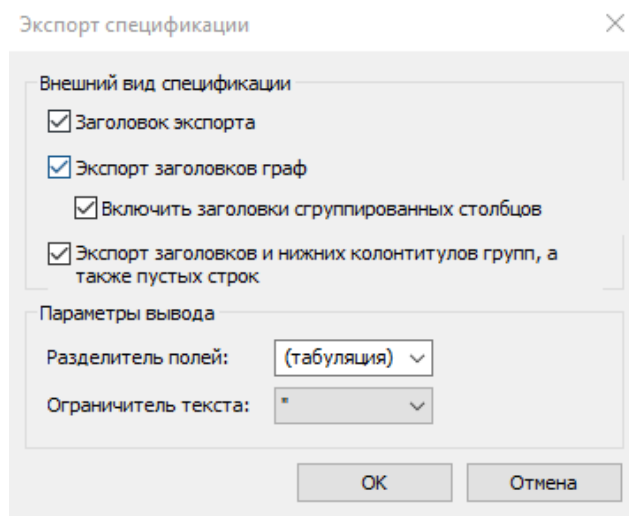 Экспорт спецификации
Внешний вид спецификации
Заголовок экспорта
Экспорт заголовков граф
Включить заголовки сгруппированных столбцов
Экспорт заголовков и нижних колонтитулов групп, а
также пустых строк
Параметры вывода
Разделитель полей: (табуляция)
Ограничитель текста: "
OK Отмена